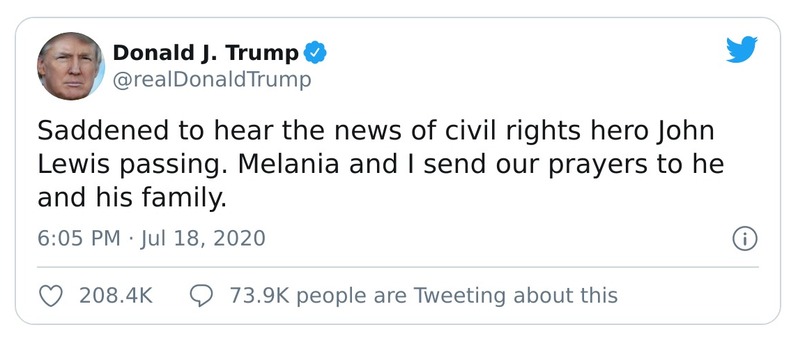 Donald J. Trump
@realDonaldTrump
Saddened to hear the news of civil rights hero John
Lewis passing. Melania and I send our prayers to he
and his family.
6:05 PM · Jul 18, 2020
208.4K 73.9K people are Tweeting about this